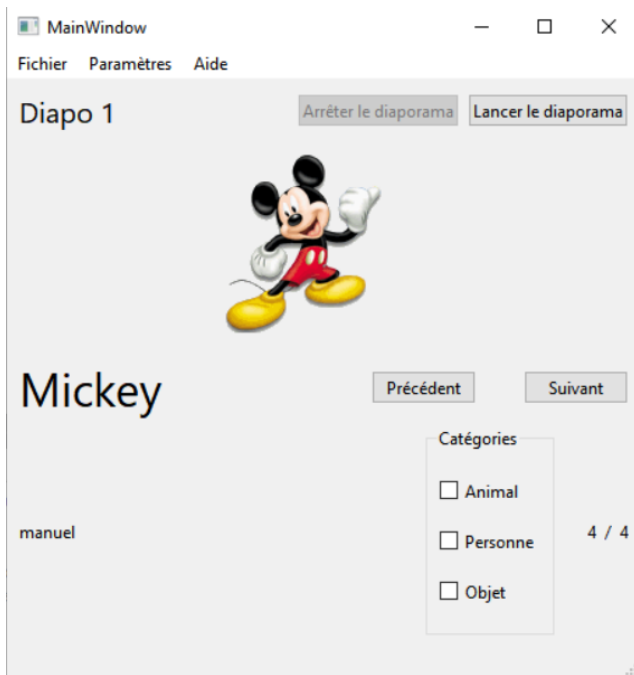 MainWindow
Fichier Paramètres Aide
Diapo 1 Arrêter le diaporama Lancer le diaporama
Mickey Précédent Suivant
Catégories
Animal
manuel Personne 4 / 4
Objet